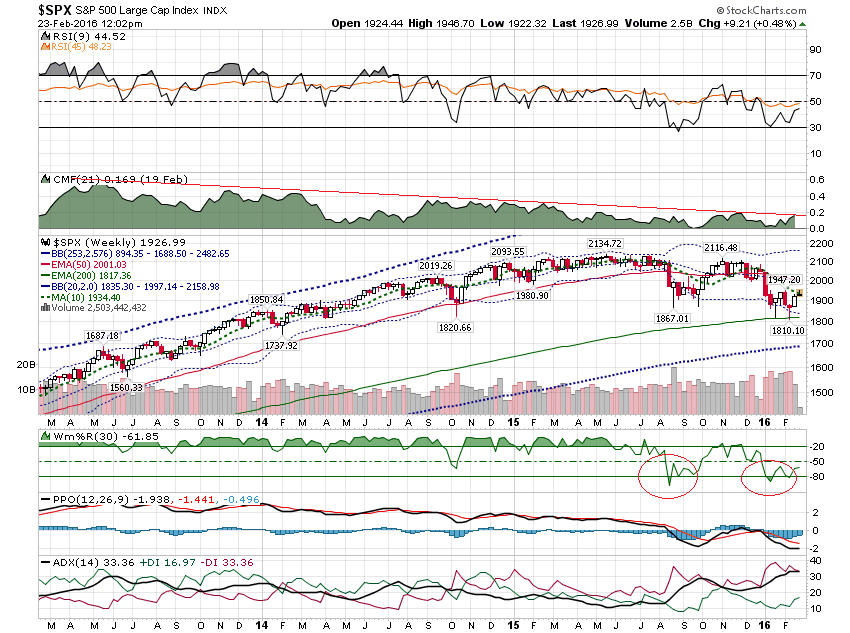 $SPX S&P 500 Large Cap Index INDX
© StockCharts.com
23-Feb-2016 12:02pm
Open 1924.44 High 1946.70 Low 1922.32 Last 1926.99 Volume 2.5B Chg +9.21 (+0.48%)
RSI(9) 44.52
RSI(45) 48.23
90
70
50
30
10
CMF(21) 0.169 (19 Feb)
0.6
0.4
0.2
0.0
$SPX (Weekly) 1926.99
BB(253,2.576) 894.35 - 1688.50 - 2482.65
EMA(50) 2001.03
EMA(200) 1817.36
BB(20,2.0) 1835.30 - 1997.14 - 2158.98
MA(10) 1934.40
Volume 2,503,442,432
1687.18
1560.33
1850.84
1737.92
2019.26
1820.66
2093.55
1980.90
2134.72
1867.01
2116.48
1947.20
1810.10
2200
2100
2000
1900
1800
1700
1600
1500
20B
10B
M A M J J A S O N D 14 F M A M J J A S O N D 15 F M A M J J A S O N D 16 F
Wm%R(30) -61.85
-20
-50
-80
PPO(12,26,9) -1.938, -1.441, -0.496
2
0
-2
ADX(14) 33.36 +DI 16.97 -DI 33.36
40
30
20
10
M A M J J A S O N D 14 F M A M J J A S O N D 15 F M A M J J A S O N D 16 F